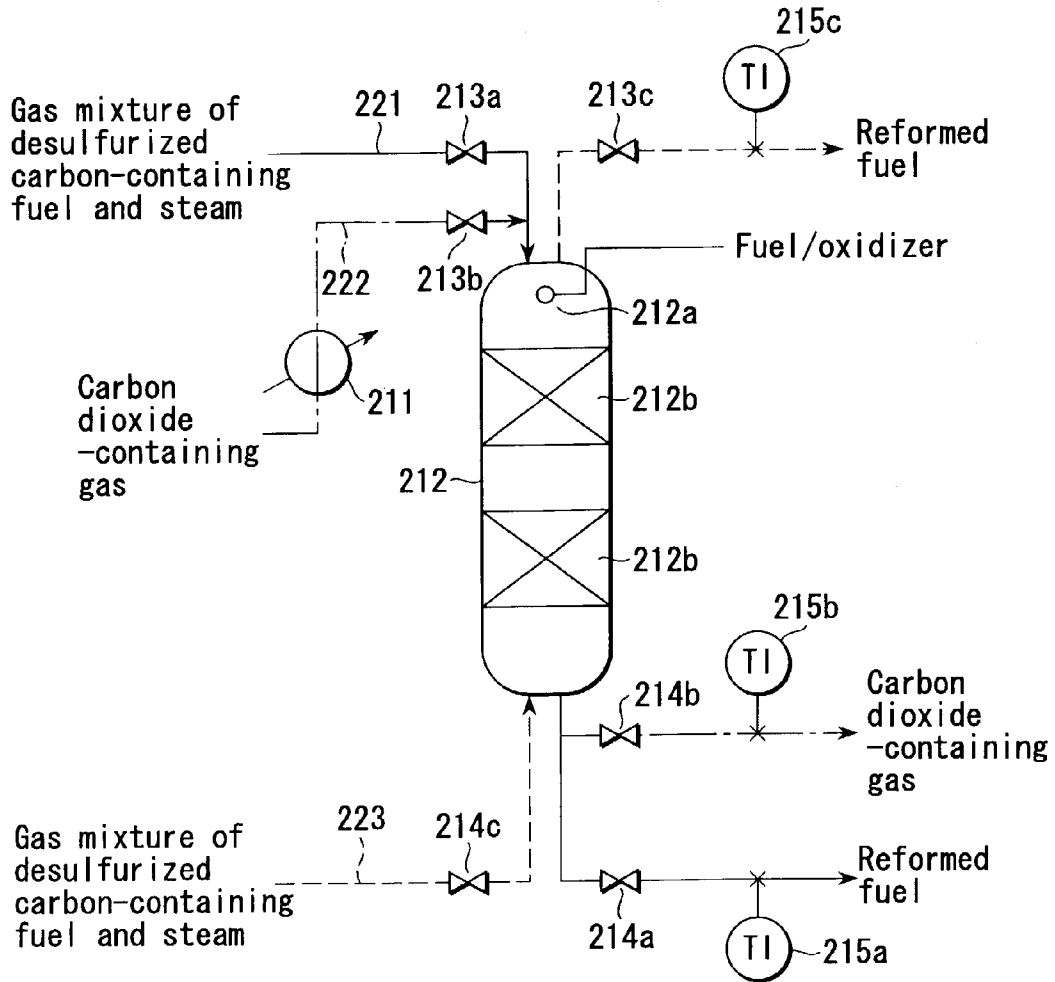 215c
TI
Gas mixture of
desulfurized
carbon-containing
fuel and steam
221
213a
213c
Reformed
fuel
222
213b
Fuel/oxidizer
212a
Carbon
dioxide
-containing
gas
211
212b
212
212b
215b
TI
214b
Carbon
dioxide
-containing
gas
Gas mixture of
desulfurized
carbon-containing
fuel and steam
223
214c
214a
Reformed
fuel
TI
215a